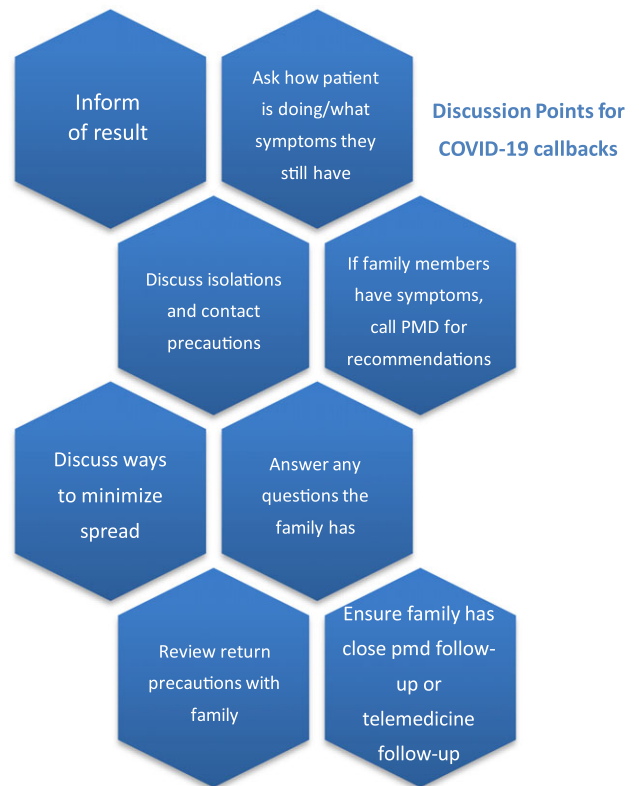 Inform
of result
Ask how patient
is doing/what
symptoms they
still have
Discussion Points for
COVID-19 callbacks
Discuss isolations
and contact
precautions
If family members
have symptoms,
call PMD for
recommendations
Discuss ways
to minimize
spread
Answer any
questions the
family has
Review return
precautions with
family
Ensure family has
close pmd follow-
up or
telemedicine
follow-up